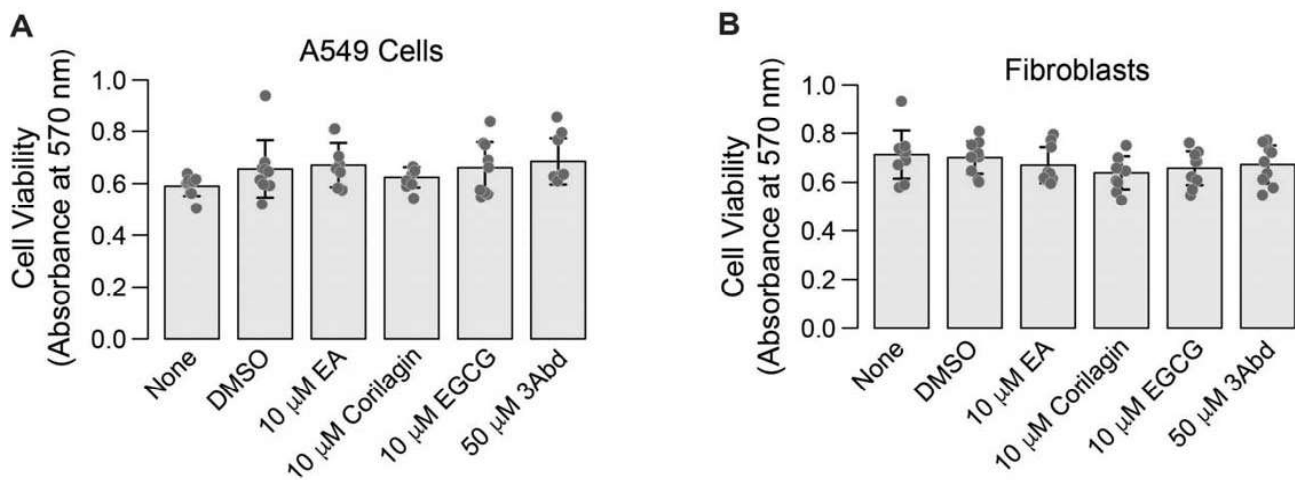 A
A549 Cells
Cell Viability
(Absorbance at 570 nm)
1.0
0.8
0.6
0.4
0.2
0.0
None
DMSO
10 μM EA
10 μM Corilagin
10 μM EGCG
50 μM 3Abd
B
Fibroblasts
Cell Viability
(Absorbance at 570 nm)
1.0
0.8
0.6
0.4
0.2
0.0
None
DMSO
10 μM EA
10 μM Corilagin
10 μM EGCG
50 μM 3Abd